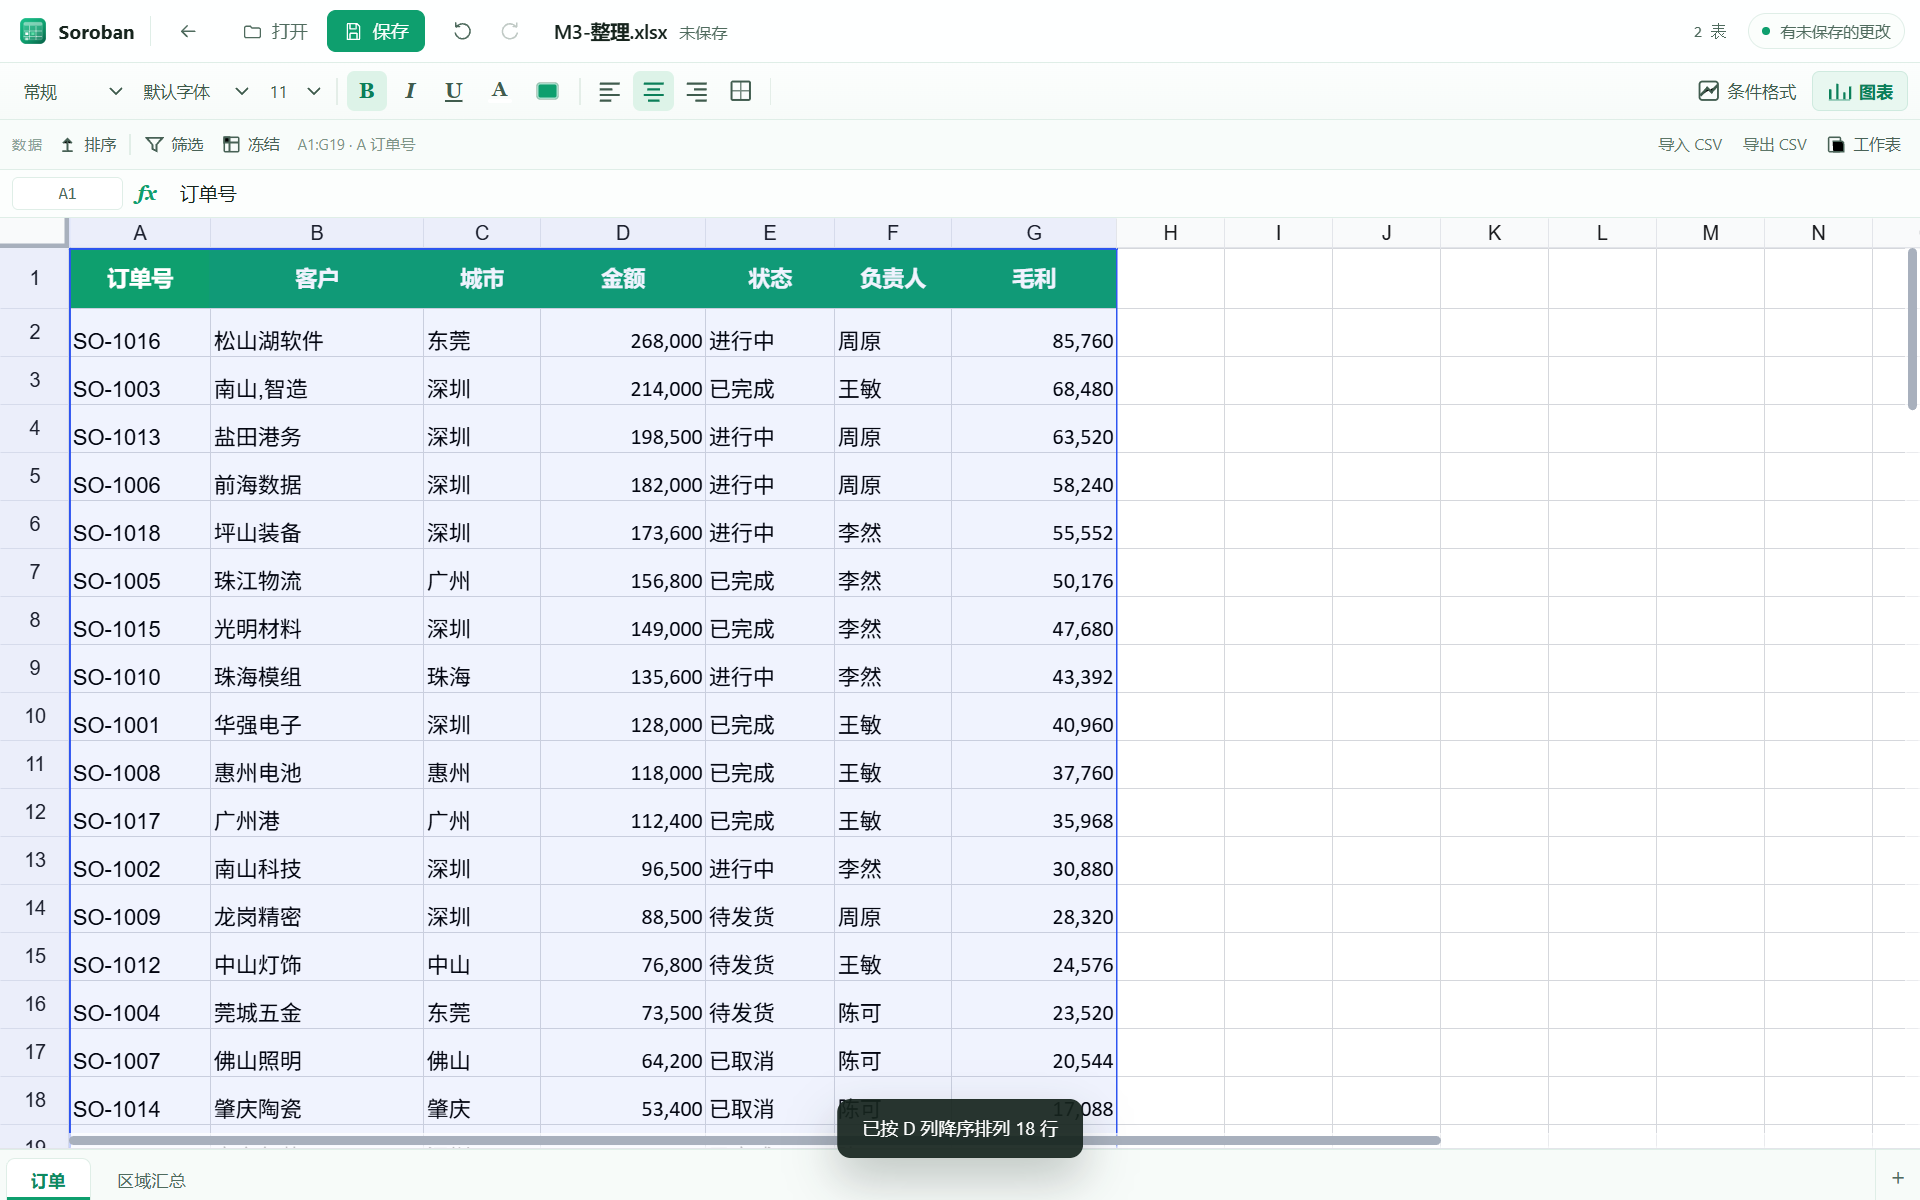 Soroban
打开
保存
M3-整理.xlsx 未保存
2 表
有未保存的更改
常规
默认字体
11
B I U A
条件格式
图表
数据
排序
筛选
冻结
A1:G19 · A 订单号
导入 CSV
导出 CSV
工作表
A1
fx
订单号
A B C D E F G H I J K L M N
1 订单号 客户 城市 金额 状态 负责人 毛利
2 SO-1016 松山湖软件 东莞 268,000 进行中 周原 85,760
3 SO-1003 南山,智造 深圳 214,000 已完成 王敏 68,480
4 SO-1013 盐田港务 深圳 198,500 进行中 周原 63,520
5 SO-1006 前海数据 深圳 182,000 进行中 周原 58,240
6 SO-1018 坪山装备 深圳 173,600 进行中 李然 55,552
7 SO-1005 珠江物流 广州 156,800 已完成 李然 50,176
8 SO-1015 光明材料 深圳 149,000 已完成 李然 47,680
9 SO-1010 珠海模组 珠海 135,600 进行中 李然 43,392
10 SO-1001 华强电子 深圳 128,000 已完成 王敏 40,960
11 SO-1008 惠州电池 惠州 118,000 已完成 王敏 37,760
12 SO-1017 广州港 广州 112,400 已完成 王敏 35,968
13 SO-1002 南山科技 深圳 96,500 进行中 李然 30,880
14 SO-1009 龙岗精密 深圳 88,500 待发货 周原 28,320
15 SO-1012 中山灯饰 中山 76,800 待发货 王敏 24,576
16 SO-1004 莞城五金 东莞 73,500 待发货 陈可 23,520
17 SO-1007 佛山照明 佛山 64,200 已取消 陈可 20,544
18 SO-1014 肇庆陶瓷 肇庆 53,400 已取消 陈可 17,088
19
已按 D 列降序排列 18 行
订单
区域汇总